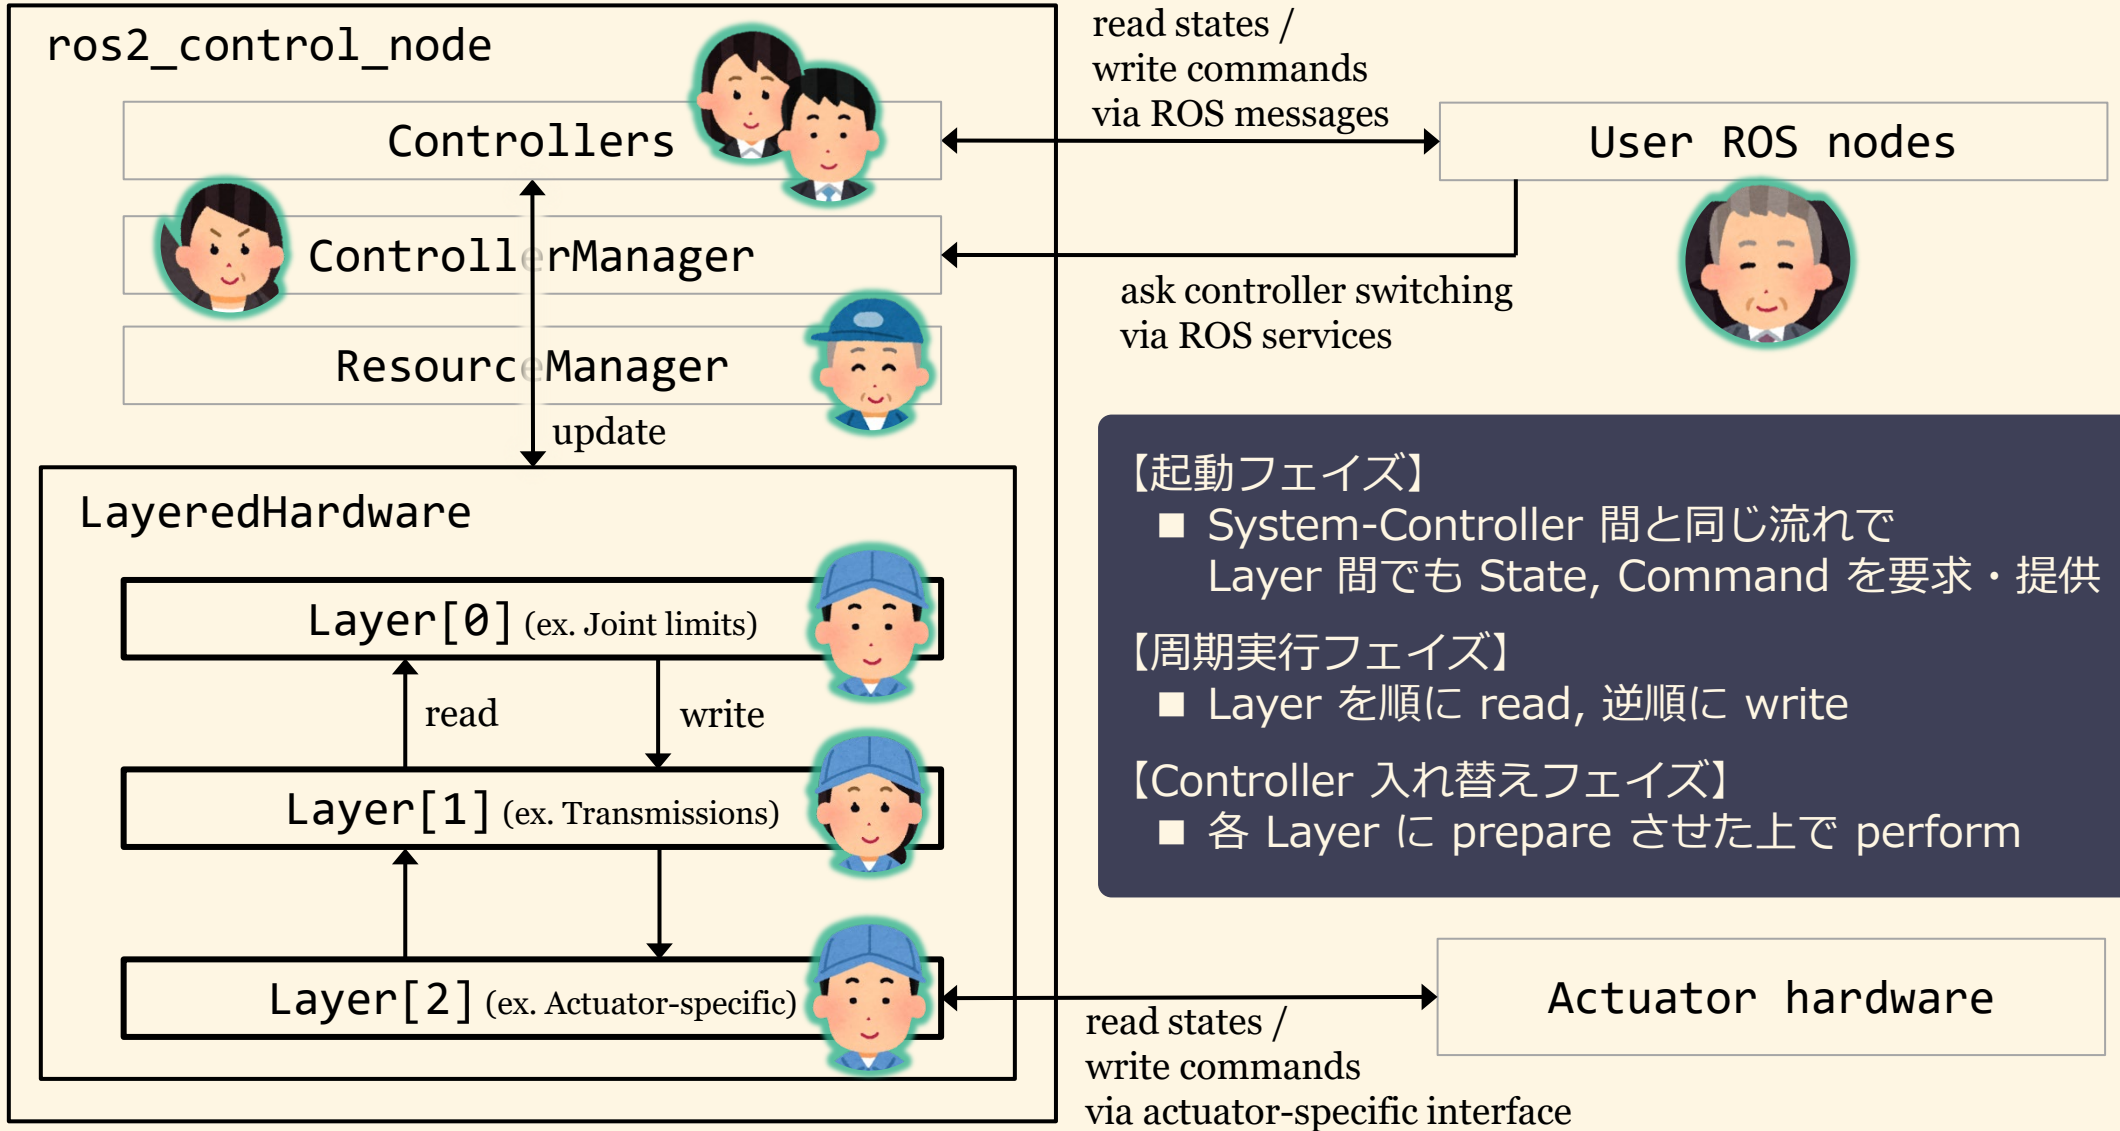 ros2_control_node
Controllers
ControllerManager
ResourceManager
update
LayeredHardware
Layer[0] (ex. Joint limits)
read
write
Layer[1] (ex. Transmissions)
Layer[2] (ex. Actuator-specific)
read states /
write commands
via ROS messages
User ROS nodes
ask controller switching
via ROS services
【起動フェイズ】
■ System-Controller 間と同じ流れで
Layer 間でも State, Command を要求・提供
【周期実行フェイズ】
■ Layer を順に read, 逆順に write
【Controller 入れ替えフェイズ】
■ 各 Layer に prepare させた上で perform
Actuator hardware
read states /
write commands
via actuator-specific interface